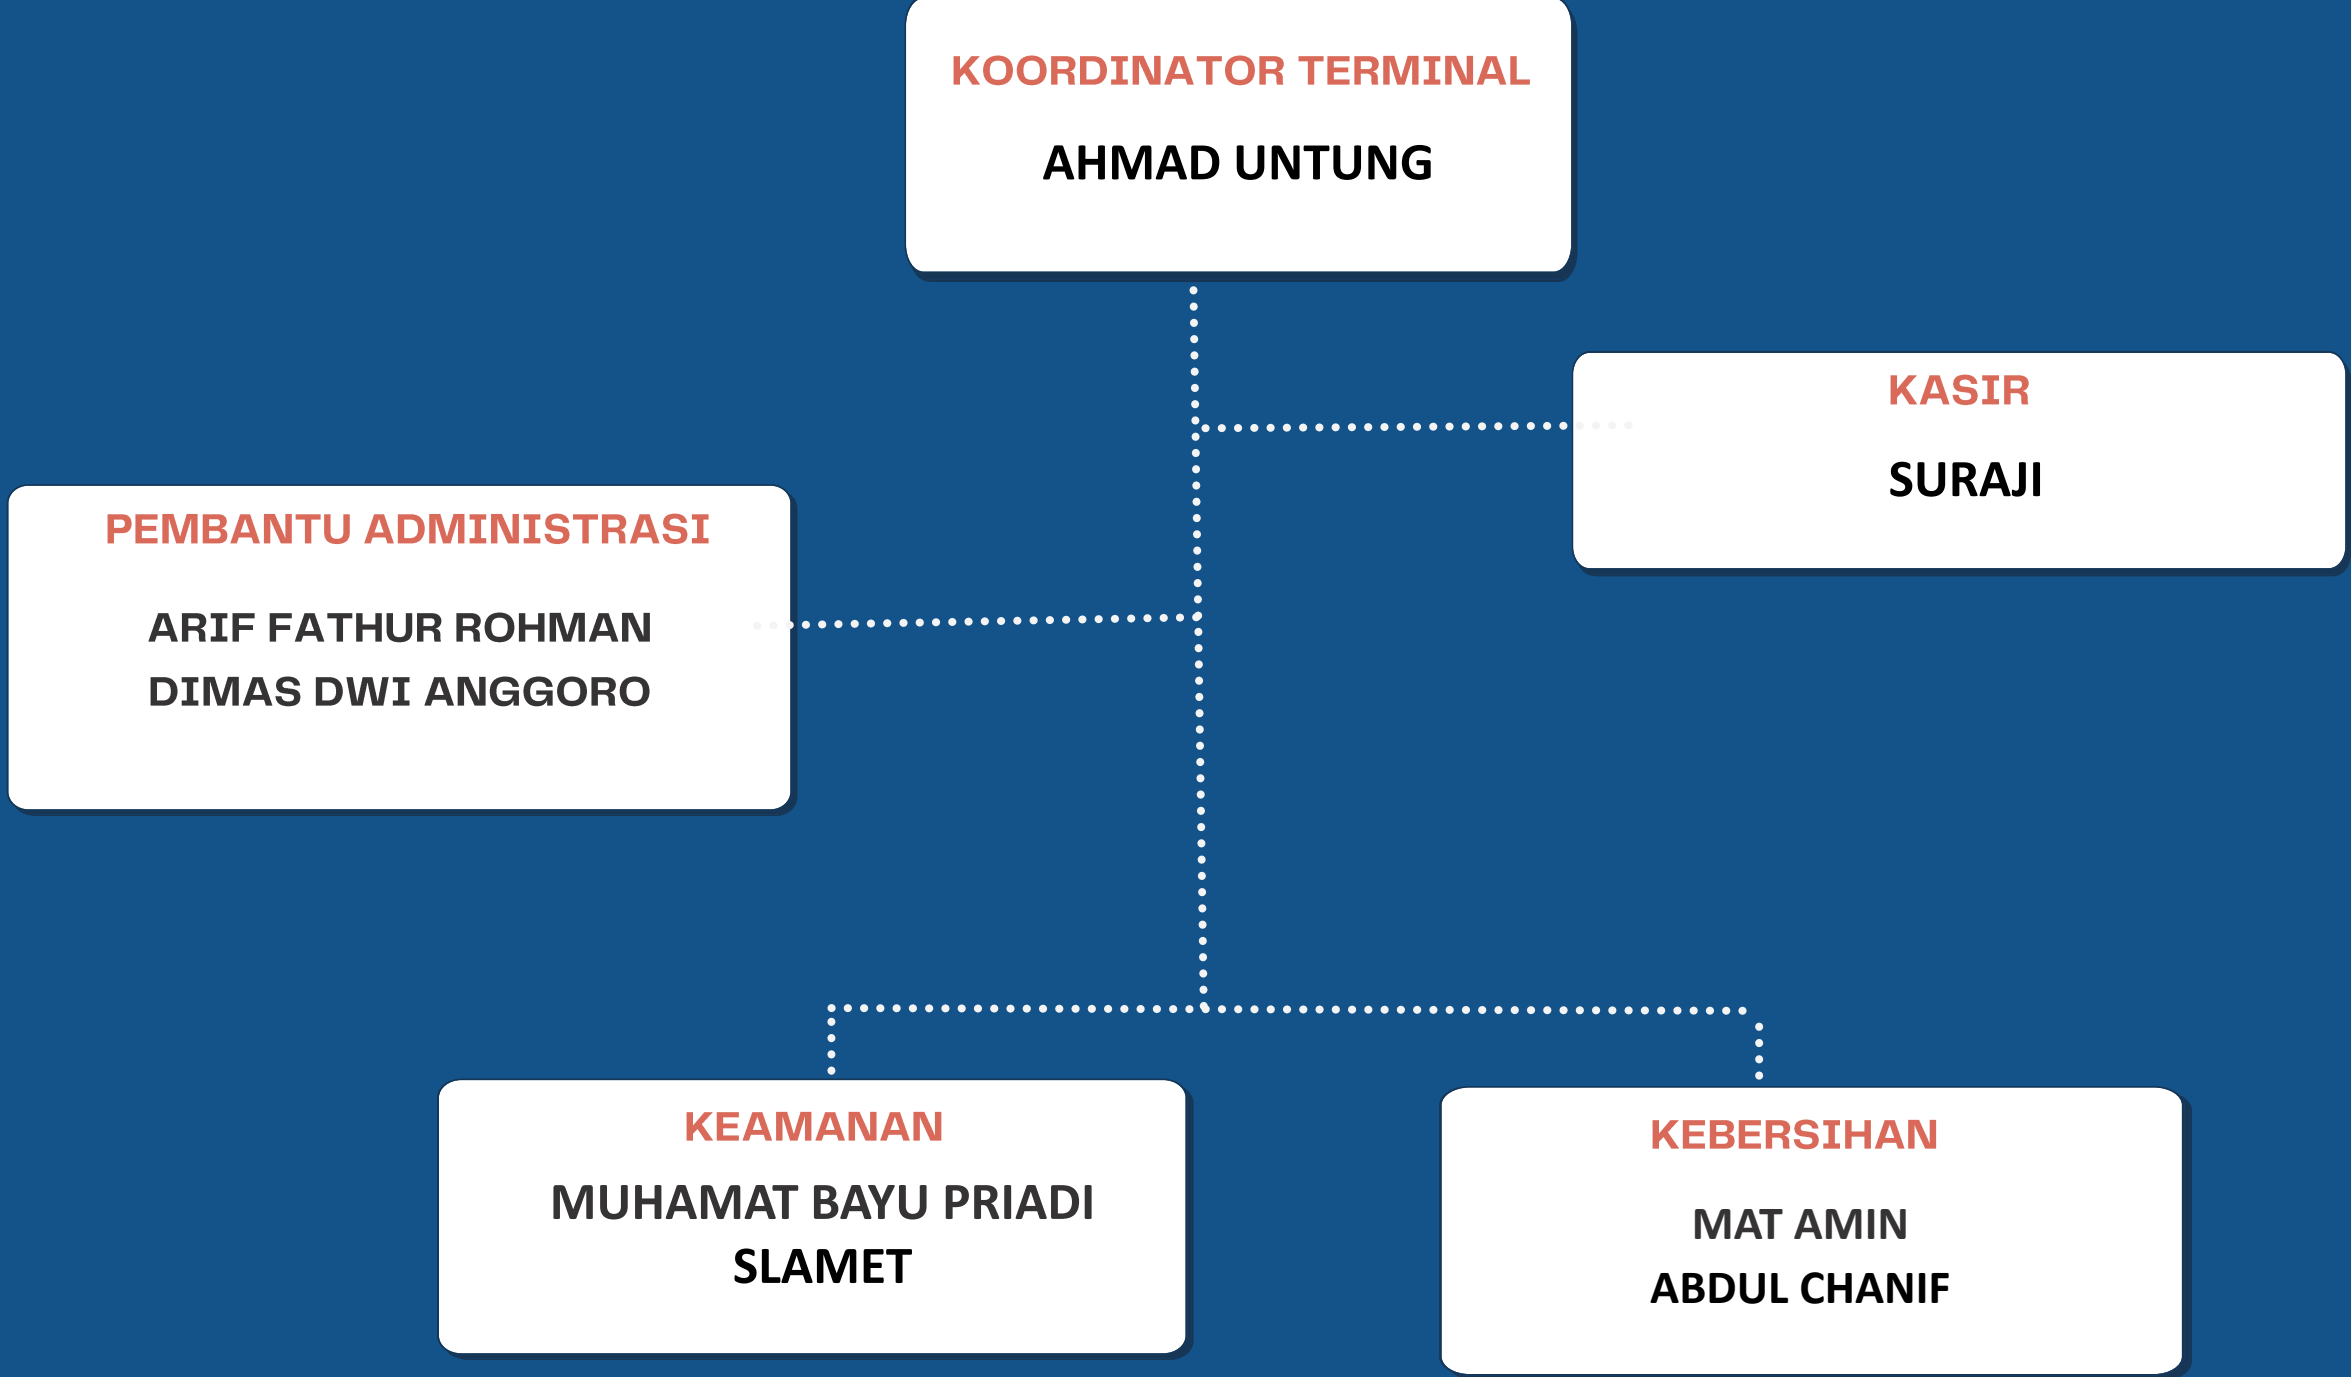 KOORDINATOR TERMINAL
AHMAD UNTUNG
KASIR
SURAJI
PEMBANTU ADMINISTRASI
ARIF FATHUR ROHMAN
DIMAS DWI ANGGORO
KEAMANAN
MUHAMAT BAYU PRIADI
SLAMET
KEBERSIHAN
MAT AMIN
ABDUL CHANIF